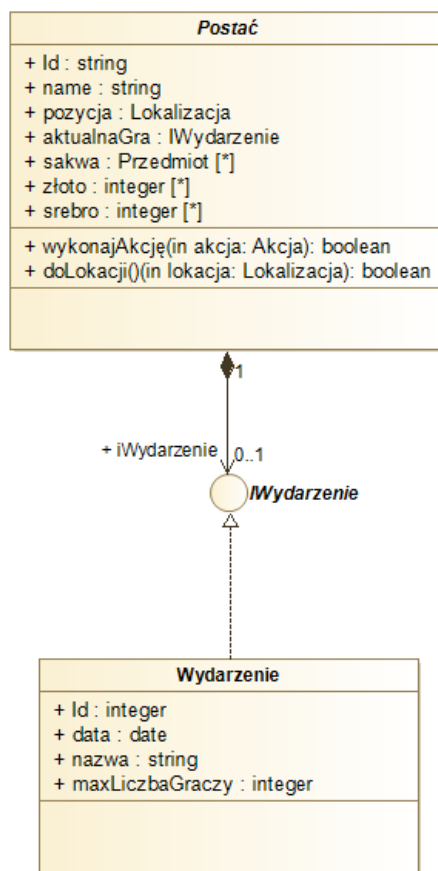 Postać
+ Id : string
+ name : string
+ pozycja : Lokalizacja
+ aktualnaGra : IWydarzenie
+ sakwa : Przedmiot [*]
+ złoto : integer [*]
+ srebro : integer [*]
+ wykonajAkcję(in akcja: Akcja): boolean
+ doLokacji()(in lokacja: Lokalizacja): boolean
1
+ iWydarzenie
0..1
IWydarzenie
Wydarzenie
+ Id : integer
+ data : date
+ nazwa : string
+ maxLiczbaGraczy : integer